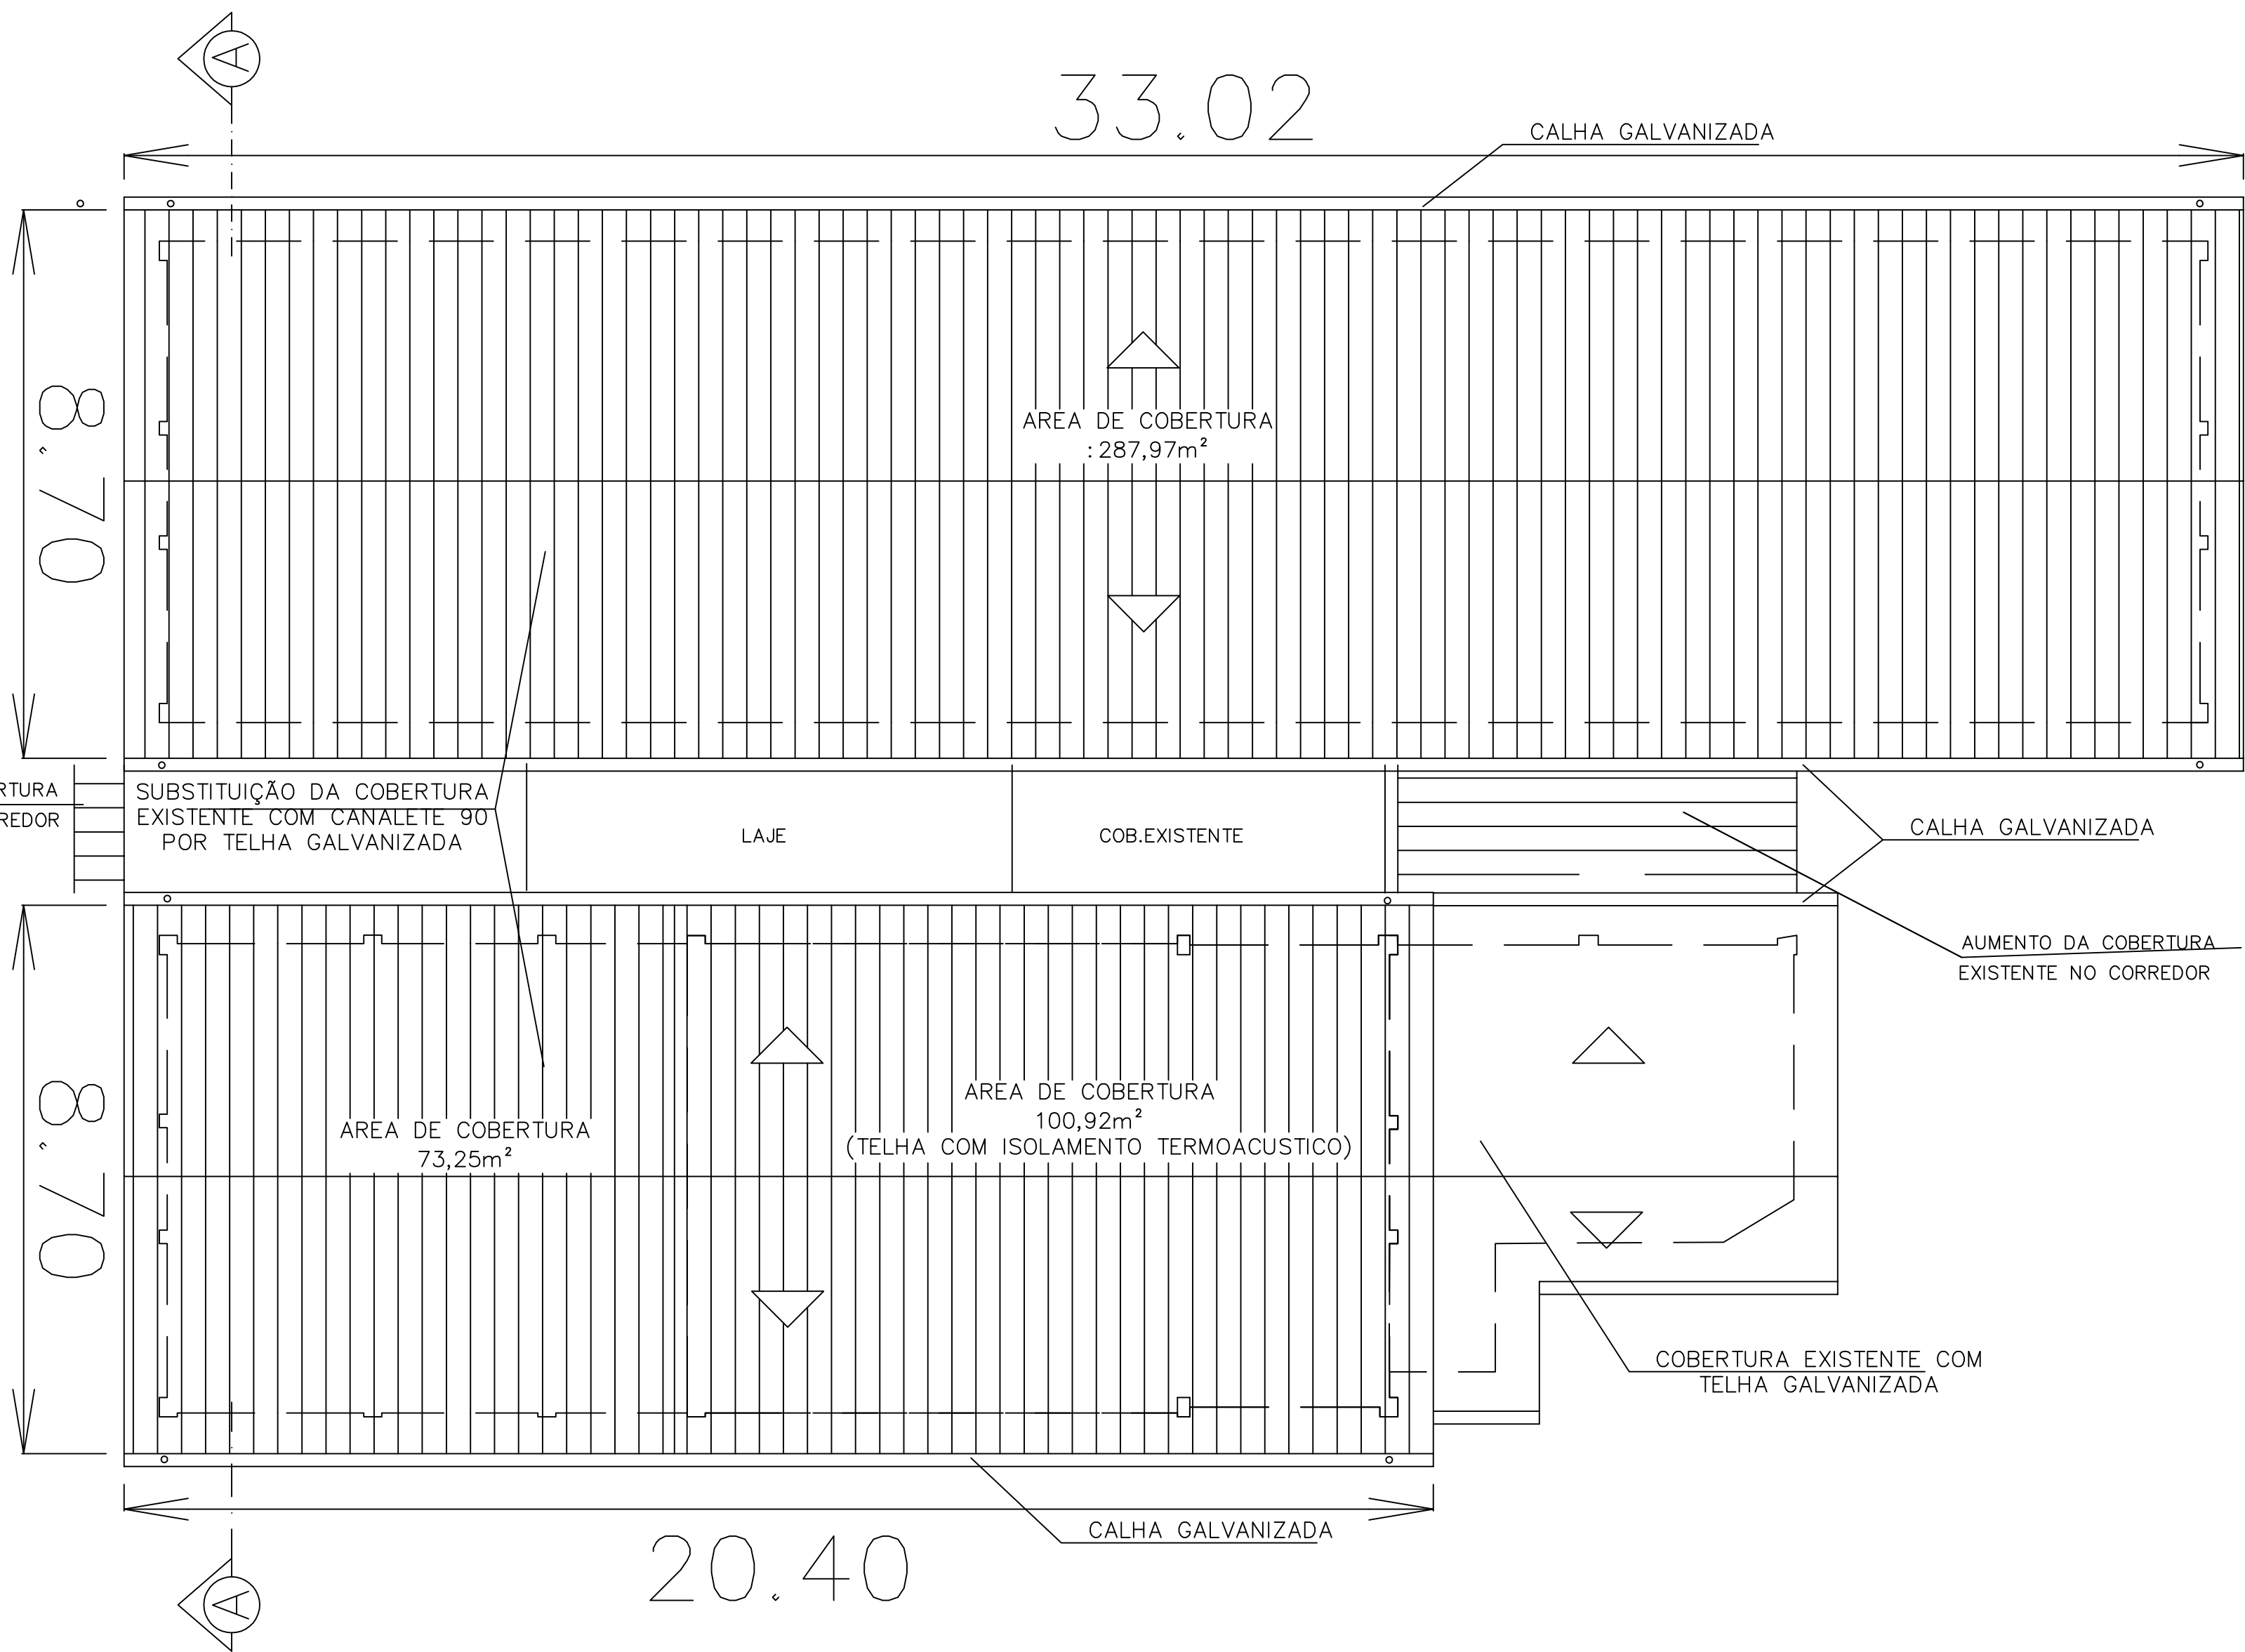 A
33.02
CALHA GALVANIZADA
8.70
AREA DE COBERTURA
:287,97m²
RTURA
REDOR
SUBSTITUIÇÃO DA COBERTURA
EXISTENTE COM CANALETE 90
POR TELHA GALVANIZADA
LAJE
COB.EXISTENTE
CALHA GALVANIZADA
AUMENTO DA COBERTURA
EXISTENTE NO CORREDOR
8.70
AREA DE COBERTURA
73,25m²
AREA DE COBERTURA
100,92m²
(TELHA COM ISOLAMENTO TERMOACUSTICO)
COBERTURA EXISTENTE COM
TELHA GALVANIZADA
CALHA GALVANIZADA
20.40
A